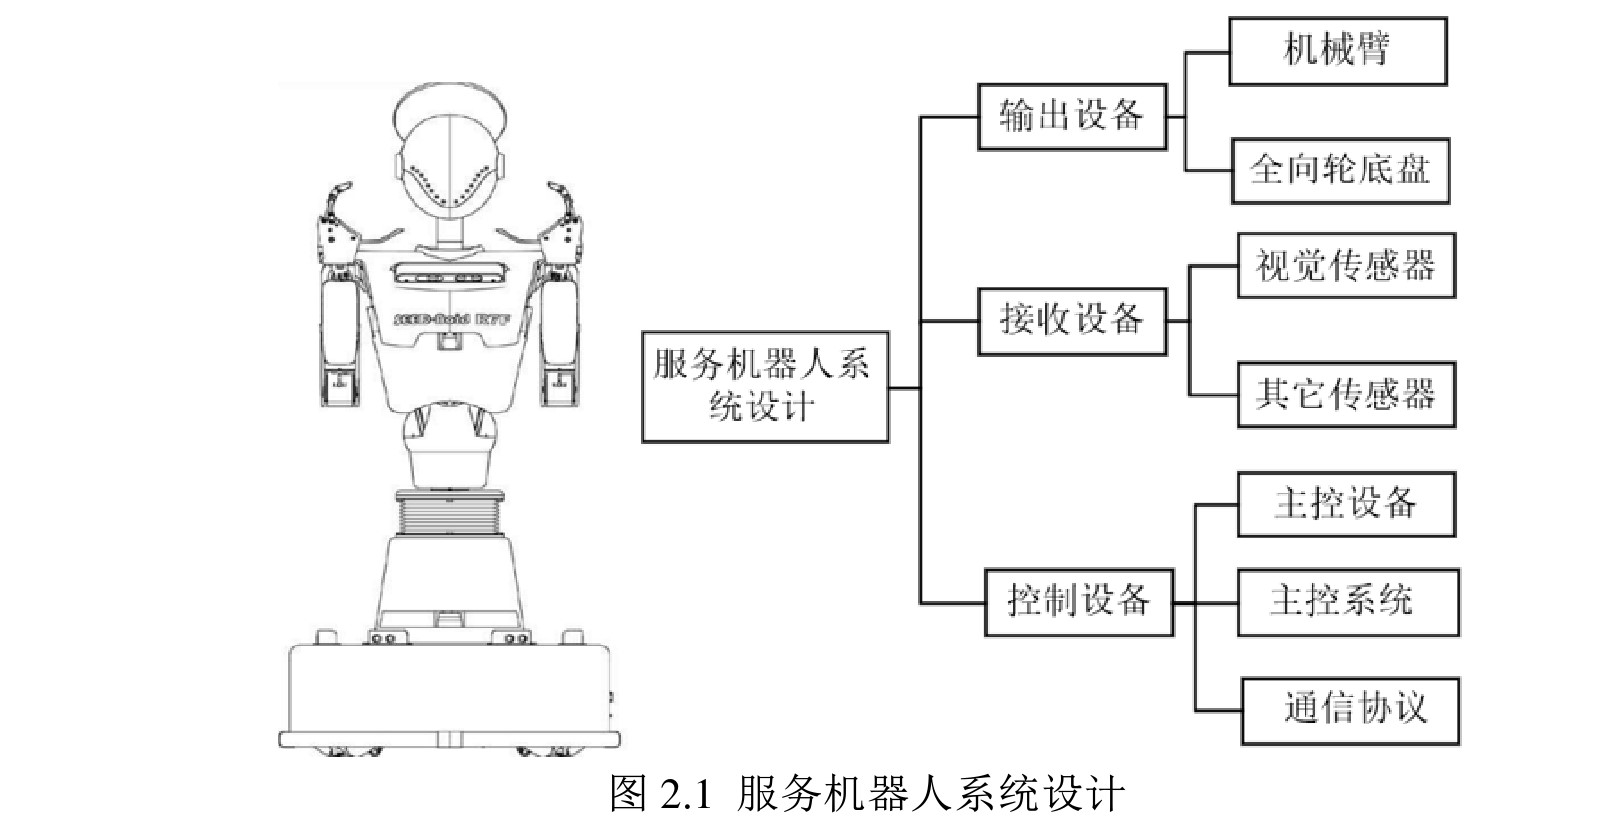 机械臂
输出设备
全向轮底盘
视觉传感器
接收设备
SEED-Noid RFF
服务机器人系
统设计
其它传感器
主控设备
控制设备
主控系统
通信协议
图 2.1 服务机器人系统设计